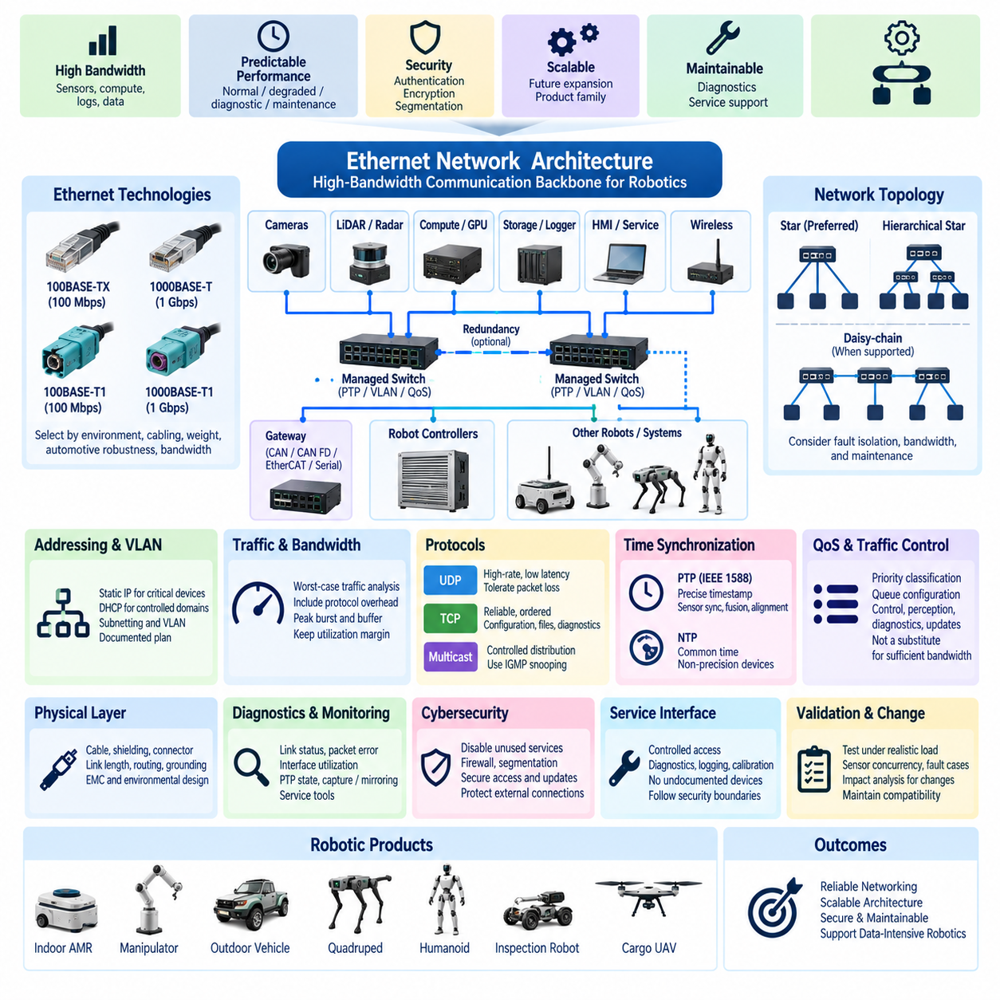 High Bandwidth
Sensors, compute,
logs, data
Predictable
Performance
Normal / degraded /
diagnostic / maintenance
Security
Authentication
Encryption
Segmentation
Scalable
Future expansion
Product family
Maintainable
Diagnostics
Service support
Ethernet Network Architecture
High-Bandwidth Communication Backbone for Robotics
Ethernet Technologies
100BASE-TX
(100 Mbps)
1000BASE-T
(1 Gbps)
100BASE-T1
(100 Mbps)
1000BASE-T1
(1 Gbps)
Select by environment, cabling, weight,
automotive robustness, bandwidth
Cameras
LiDAR / Radar
Compute / GPU
Storage / Logger
HMI / Service
Wireless
Redundancy
(optional)
Managed Switch
(PTP / VLAN / QoS)
Managed Switch
(PTP / VLAN / QoS)
Gateway
(CAN / CAN FD /
EtherCAT / Serial)
Robot Controllers
Other Robots / Systems
Network Topology
Star (Preferred)
Hierarchical Star
Daisy-chain
(When supported)
Consider fault isolation, bandwidth,
and maintenance
Addressing & VLAN
Static IP for critical devices
DHCP for controlled domains
Subnetting and VLAN
Documented plan
Traffic & Bandwidth
Worst-case traffic analysis
Include protocol overhead
Peak burst and buffer
Keep utilization margin
Protocols
UDP
High-rate, low latency
Tolerate packet loss
TCP
Reliable, ordered
Configuration, files, diagnostics
Multicast
Controlled distribution
Use IGMP snooping
Time Synchronization
PTP (IEEE 1588)
Precise timestamp
Sensor sync, fusion, alignment
NTP
Common time
Non-precision devices
QoS & Traffic Control
Priority classification
Queue configuration
Control, perception,
diagnostics, updates
Not a substitute
for sufficient bandwidth
Physical Layer
Cable, shielding, connector
Link length, routing, grounding
EMC and environmental design
Diagnostics & Monitoring
Link status, packet error
Interface utilization
PTP state, capture / mirroring
Service tools
Cybersecurity
Disable unused services
Firewall, segmentation
Secure access and updates
Protect external connections
Service Interface
Controlled access
Diagnostics, logging, calibration
No undocumented devices
Follow security boundaries
Validation & Change
Test under realistic load
Sensor concurrency, fault cases
Impact analysis for changes
Maintain compatibility
Robotic Products
Indoor AMR
Manipulator
Outdoor Vehicle
Quadruped
Humanoid
Inspection Robot
Cargo UAV
Outcomes
Reliable Networking
Scalable Architecture
Secure & Maintainable
Support Data-Intensive Robotics